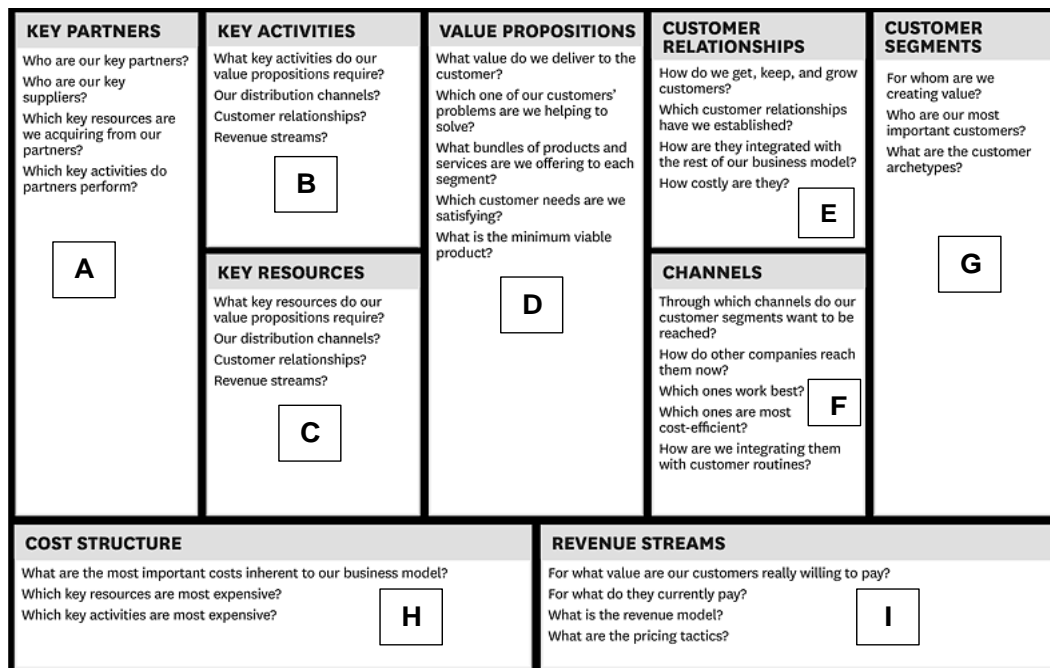 KEY PARTNERS
Who are our key partners?
Who are our key
suppliers?
Which key resources are
we acquiring from our
partners?
Which key activities do
partners perform?
A
KEY ACTIVITIES
What key activities do our
value propositions require?
Our distribution channels?
Customer relationships?
Revenue streams?
B
KEY RESOURCES
What key resources do our
value propositions require?
Our distribution channels?
Customer relationships?
Revenue streams?
C
VALUE PROPOSITIONS
What value do we deliver to the
customer?
Which one of our customers’
problems are we helping to
solve?
What bundles of products and
services are we offering to each
segment?
Which customer needs are we
satisfying?
What is the minimum viable
product?
D
CUSTOMER
RELATIONSHIPS
How do we get, keep, and grow
customers?
Which customer relationships
have we established?
How are they integrated with
the rest of our business model?
How costly are they?
E
CHANNELS
Through which channels do our
customer segments want to be
reached?
How do other companies reach
them now?
Which ones work best?
Which ones are most
cost-efficient?
How are we integrating them
with customer routines?
F
CUSTOMER
SEGMENTS
For whom are we
creating value?
Who are our most
important customers?
What are the customer
archetypes?
G
COST STRUCTURE
What are the most important costs inherent to our business model?
Which key resources are most expensive?
Which key activities are most expensive?
H
REVENUE STREAMS
For what value are our customers really willing to pay?
For what do they currently pay?
What is the revenue model?
What are the pricing tactics?
I